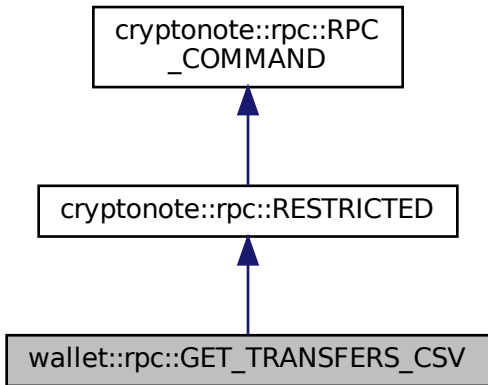 cryptonote::rpc::RPC
_COMMAND
cryptonote::rpc::RESTRICTED
wallet::rpc::GET_TRANSFERS_CSV